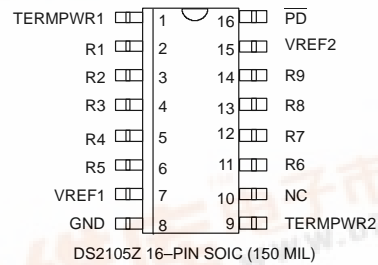 TERMPWR1 1 16 P̅D̅
R1 2 15 VREF2
R2 3 14 R9
R3 4 13 R8
R4 5 12 R7
R5 6 11 R6
VREF1 7 10 NC
GND 8 9 TERMPWR2
DS2105Z 16–PIN SOIC (150 MIL)